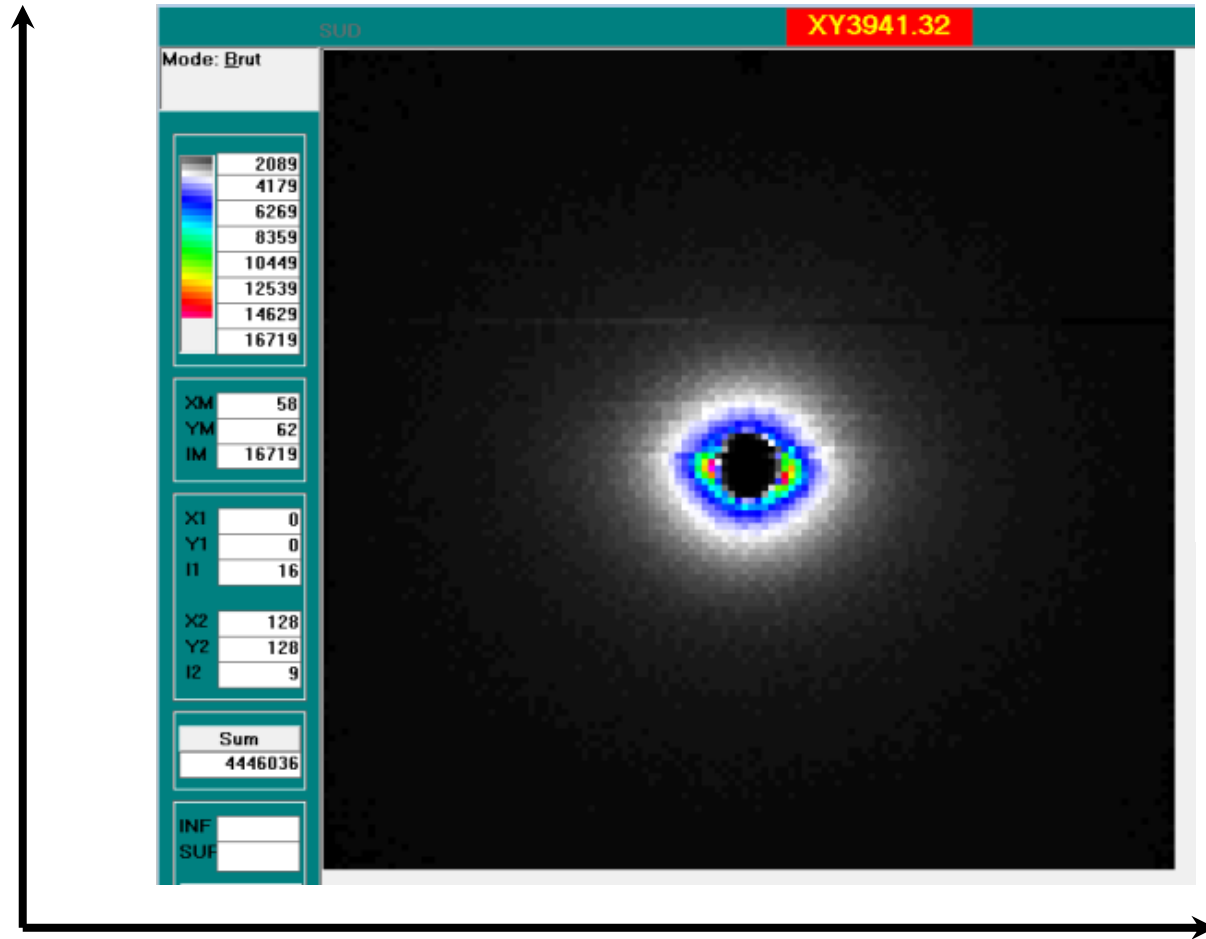 SUD
XY3941.32
Mode: Brut
2089
4179
6269
8359
10449
12539
14629
16719
XM 58
YM 62
IM 16719
X1 0
Y1 0
I1 16
X2 128
Y2 128
I2 9
Sum
4446036
INF
SUP